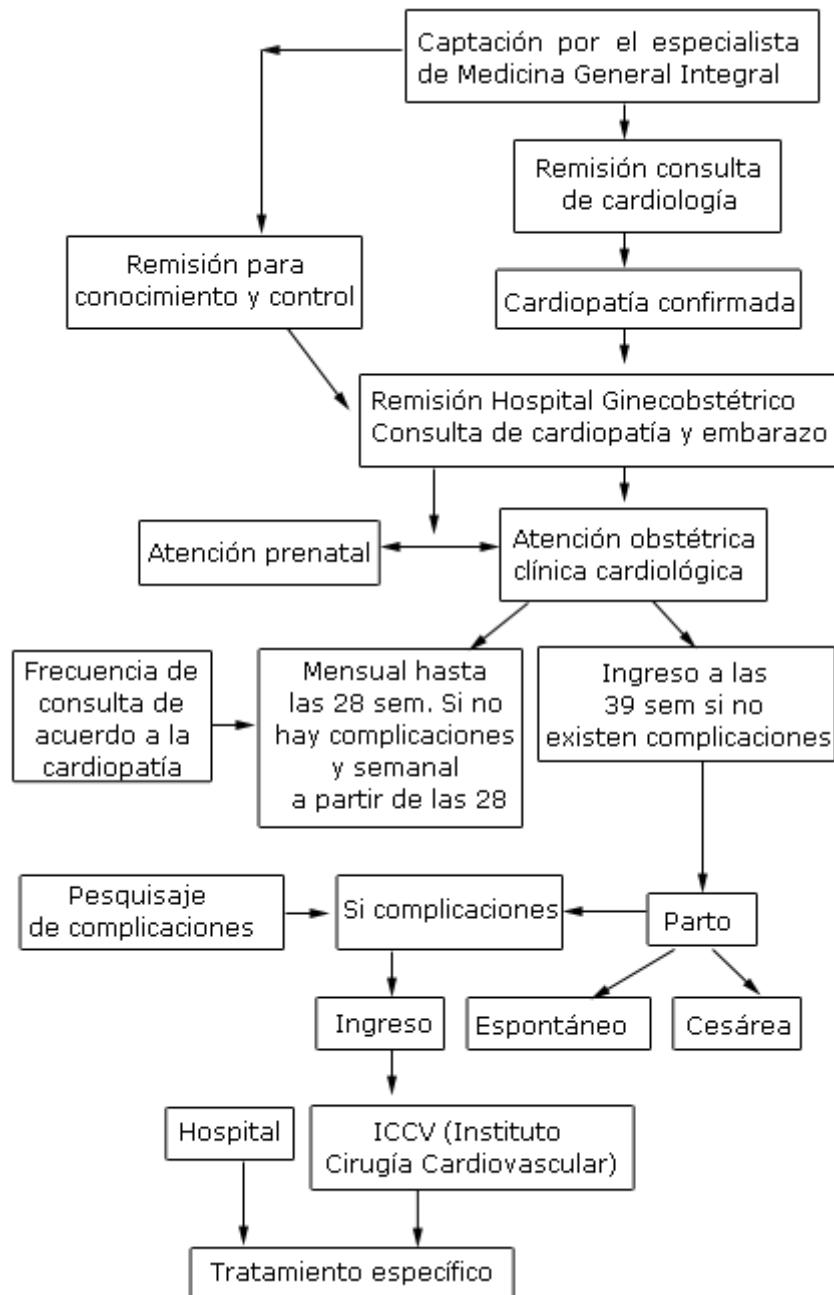 Captación por el especialista
de Medicina General Integral
Remisión consulta
de cardiología
Remisión para
conocimiento y control
Cardiopatía confirmada
Remisión Hospital Ginecobstétrico
Consulta de cardiopatía y embarazo
Atención prenatal
Atención obstétrica
clínica cardiológica
Frecuencia de
consulta de
acuerdo a la
cardiopatía
Mensual hasta
las 28 sem. Si no
hay complicaciones
y semanal
a partir de las 28
Ingreso a las
39 sem si no
existen complicaciones
Pesquisaje
de complicaciones
Si complicaciones
Parto
Ingreso
Espontáneo
Cesárea
Hospital
ICCV (Instituto
Cirugía Cardiovascular)
Tratamiento específico